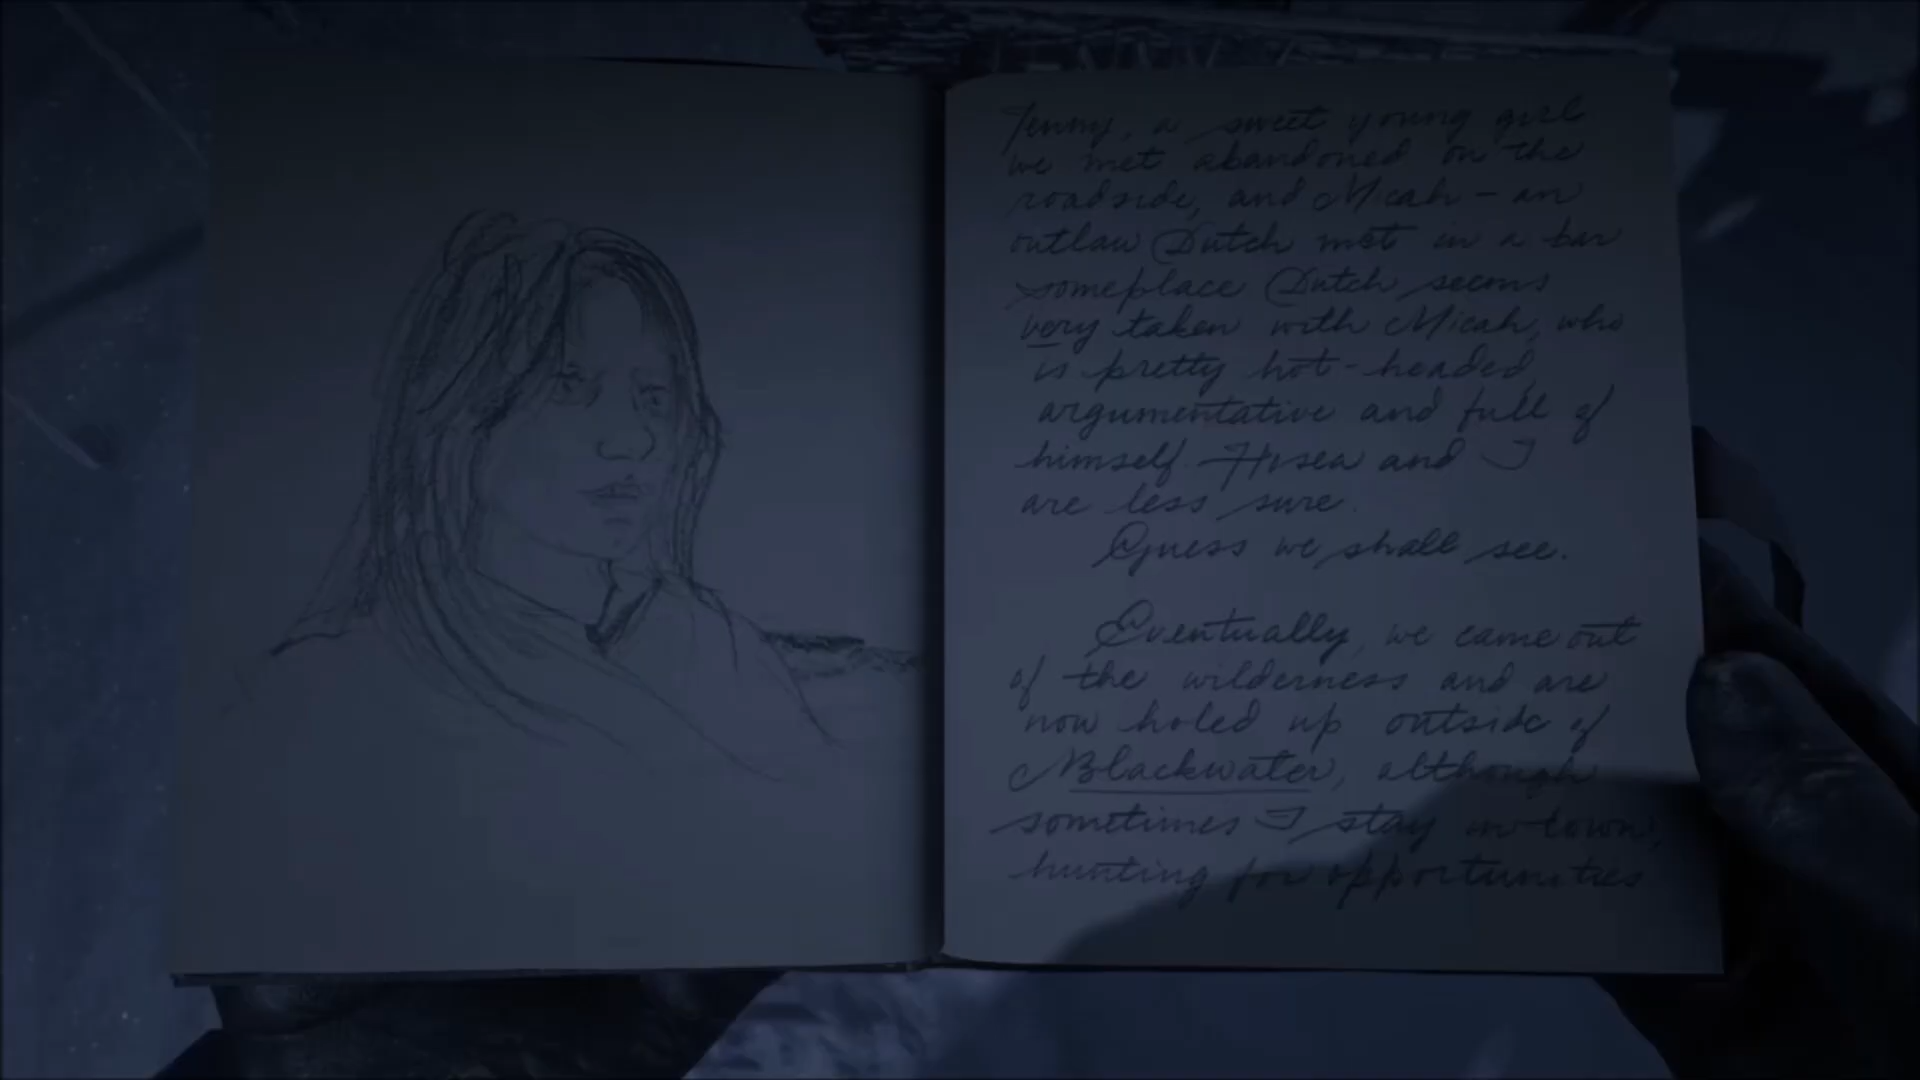 Jenny, a sweet young girl
we met abandoned on the
roadside, and Micah - an
outlaw Dutch met in a bar
someplace Dutch seems
very taken with Micah, who
is pretty hot-headed,
argumentative and full of
himself. Hosea and I
are less sure.
Guess we shall see.
Eventually, we came out
of the wilderness and are
now holed up outside of
Blackwater, although
sometimes I stay in town,
hunting for opportunities